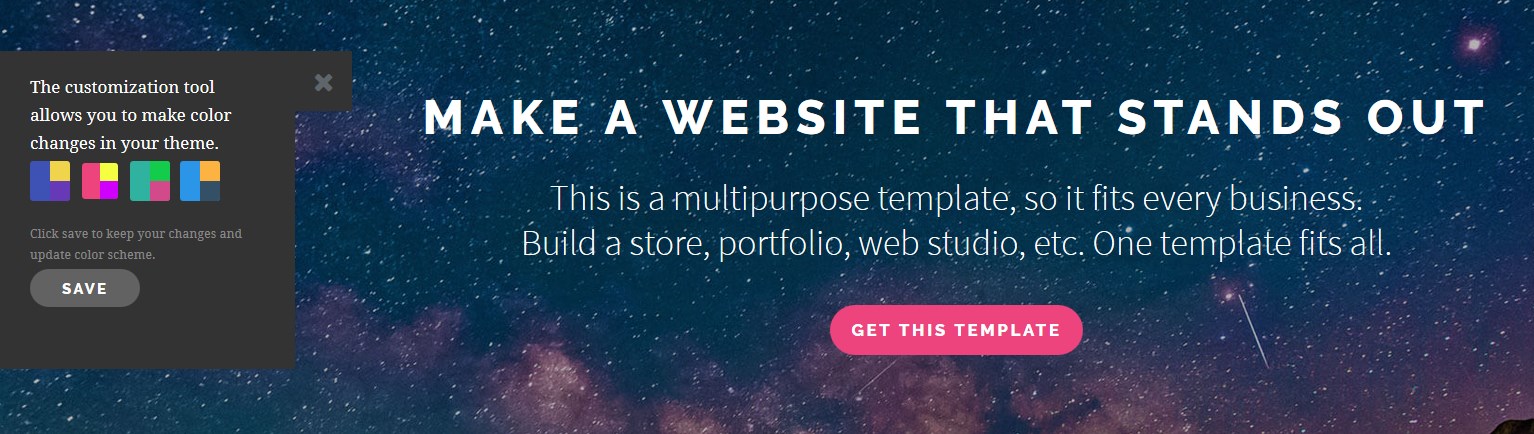 The customization tool
allows you to make color
changes in your theme.
Click save to keep your changes and
update color scheme.
SAVE
MAKE A WEBSITE THAT STANDS OUT
This is a multipurpose template, so it fits every business.
Build a store, portfolio, web studio, etc. One template fits all.
GET THIS TEMPLATE